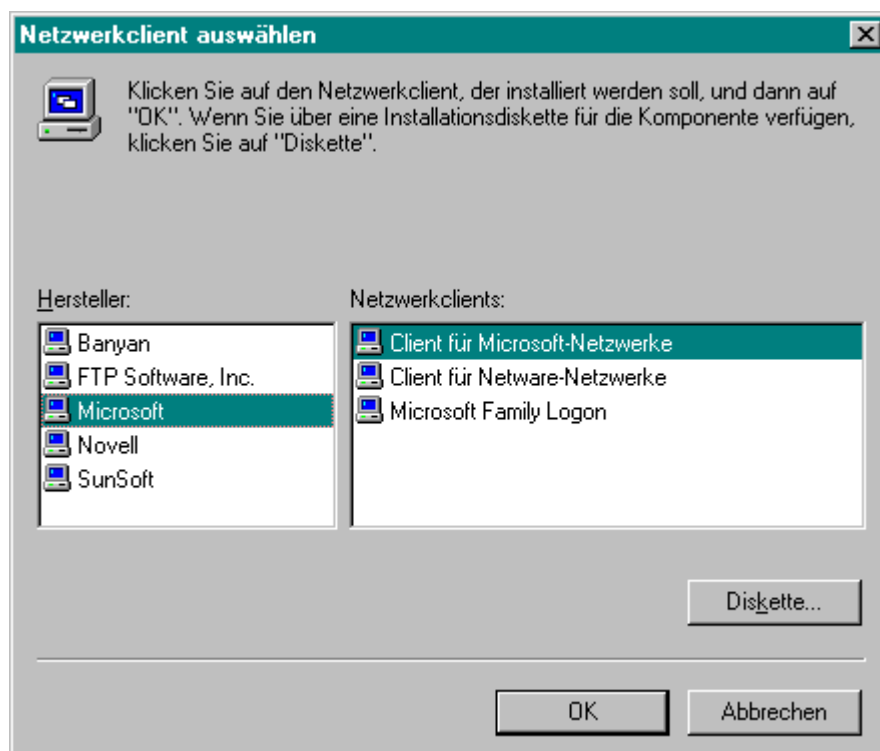 Netzwerkclient auswählen
Klicken Sie auf den Netzwerkclient, der installiert werden soll, und dann auf
"OK". Wenn Sie über eine Installationsdiskette für die Komponente verfügen,
klicken Sie auf "Diskette".
Hersteller:
Banyan
FTP Software, Inc.
Microsoft
Novell
SunSoft
Netzwerkclients:
Client für Microsoft-Netzwerke
Client für Netware-Netzwerke
Microsoft Family Logon
Diskette...
OK
Abbrechen